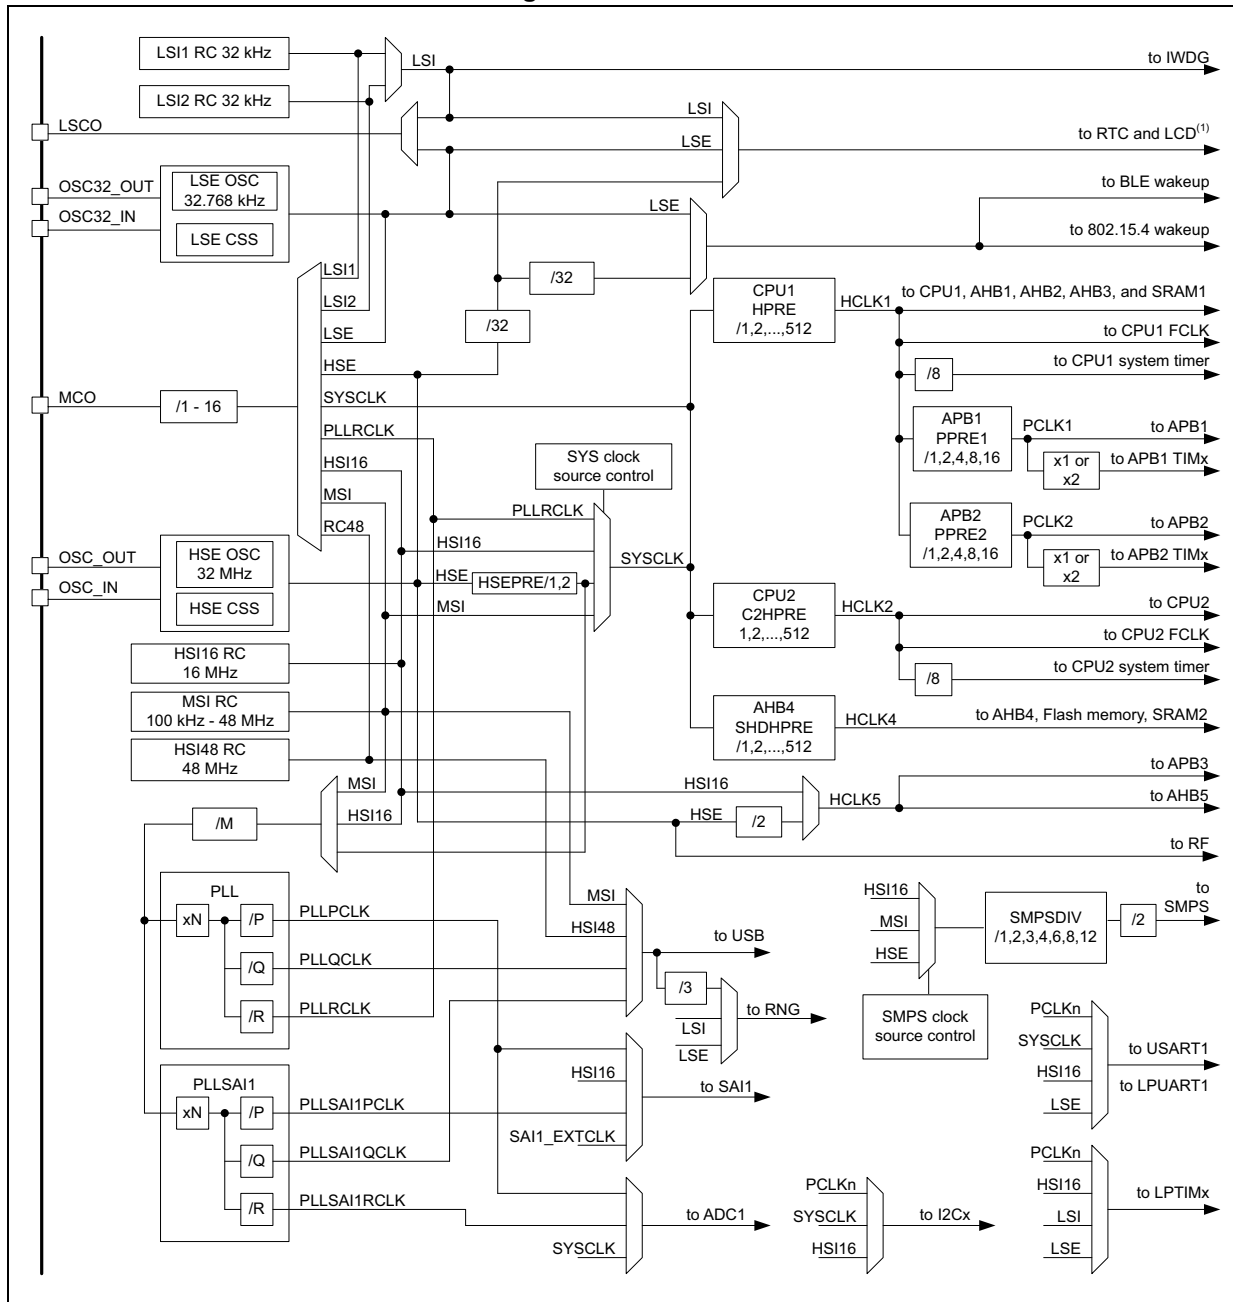 LSI1 RC 32 kHz
LSI
to IWDG
LSI2 RC 32 kHz
LSI
LSCO
LSE
to RTC and LCD(1)
OSC32_OUT
LSE OSC
32.768 kHz
to BLE wakeup
OSC32_IN
LSE
LSE CSS
to 802.15.4 wakeup
LSI1
/32
LSI2
CPU1
HPRE
/1,2,...,512
HCLK1
to CPU1, AHB1, AHB2, AHB3, and SRAM1
/32
LSE
to CPU1 FCLK
HSE
/8
to CPU1 system timer
MCO
/1 - 16
SYSCLK
PLLRCLK
APB1
PPRE1
/1,2,4,8,16
PCLK1
to APB1
x1 or
x2
to APB1 TIMx
HSI16
SYS clock
source control
MSI
PLLRCLK
RC48
APB2
PPRE2
/1,2,4,8,16
PCLK2
to APB2
x1 or
x2
to APB2 TIMx
HSI16
SYSCLK
OSC_OUT
HSE OSC
32 MHz
HSE
HSEPRE/1,2
OSC_IN
HSE CSS
MSI
CPU2
C2HPRE
1,2,...,512
HCLK2
to CPU2
to CPU2 FCLK
/8
to CPU2 system timer
HSI16 RC
16 MHz
MSI RC
100 kHz - 48 MHz
AHB4
SHDHPRE
/1,2,...,512
HCLK4
to AHB4, Flash memory, SRAM2
HSI48 RC
48 MHz
to APB3
MSI
HSI16
HCLK5
to AHB5
/M
HSI16
HSE
/2
to RF
PLL
xN
/P
PLLPCLK
MSI
HSI16
MSI
HSE
SMPSDIV
/1,2,3,4,6,8,12
/2
to
SMPS
HSI48
to USB
/Q
PLLQCLK
/3
/R
PLLRCLK
LSI
LSE
to RNG
SMPS clock
source control
PCLKn
SYSCLK
HSI16
LSE
to USART1
to LPUART1
PLLSAI1
xN
/P
PLLSAI1PCLK
HSI16
to SAI1
SAI1_EXTCLK
/Q
PLLSAI1QCLK
/R
PLLSAI1RCLK
to ADC1
SYSCLK
PCLKn
SYSCLK
HSI16
to I2Cx
PCLKn
HSI16
LSI
LSE
to LPTIMx